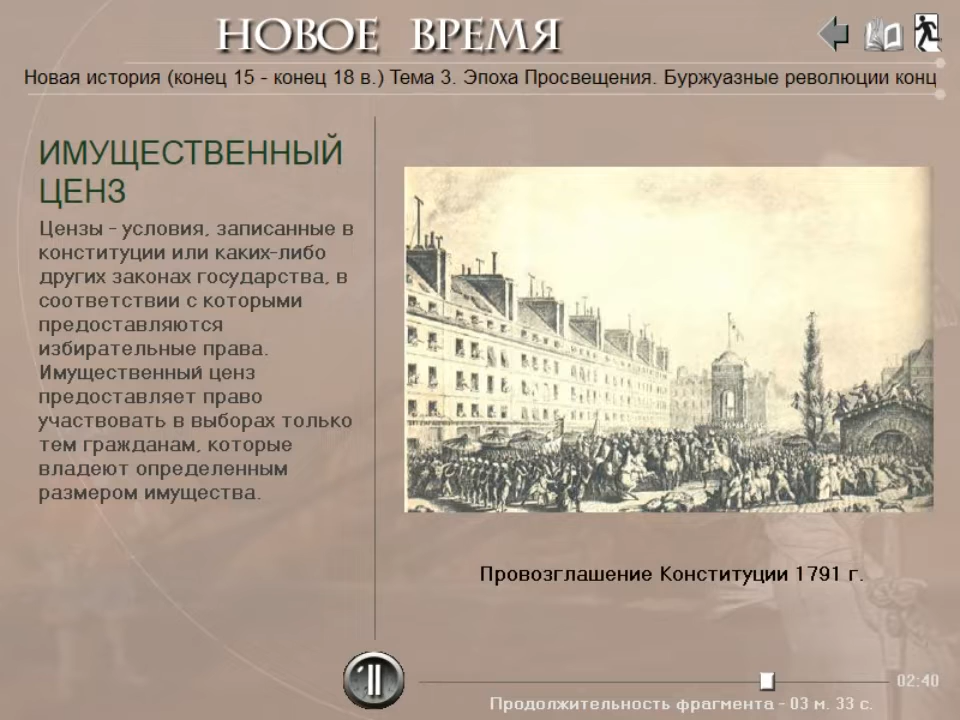 НОВОЕ ВРЕМЯ
Новая история (конец 15 - конец 18 в.) Тема 3. Эпоха Просвещения. Буржуазные революции конц
ИМУЩЕСТВЕННЫЙ
ЦЕНЗ
Цензы - условия, записанные в
конституции или каких-либо
других законах государства, в
соответствии с которыми
предоставляются
избирательные права.
Имущественный ценз
предоставляет право
участвовать в выборах только
тем гражданам, которые
владеют определенным
размером имущества.
Провозглашение Конституции 1791 г.
02:40
Продолжительность фрагмента - 03 м. 33 с.